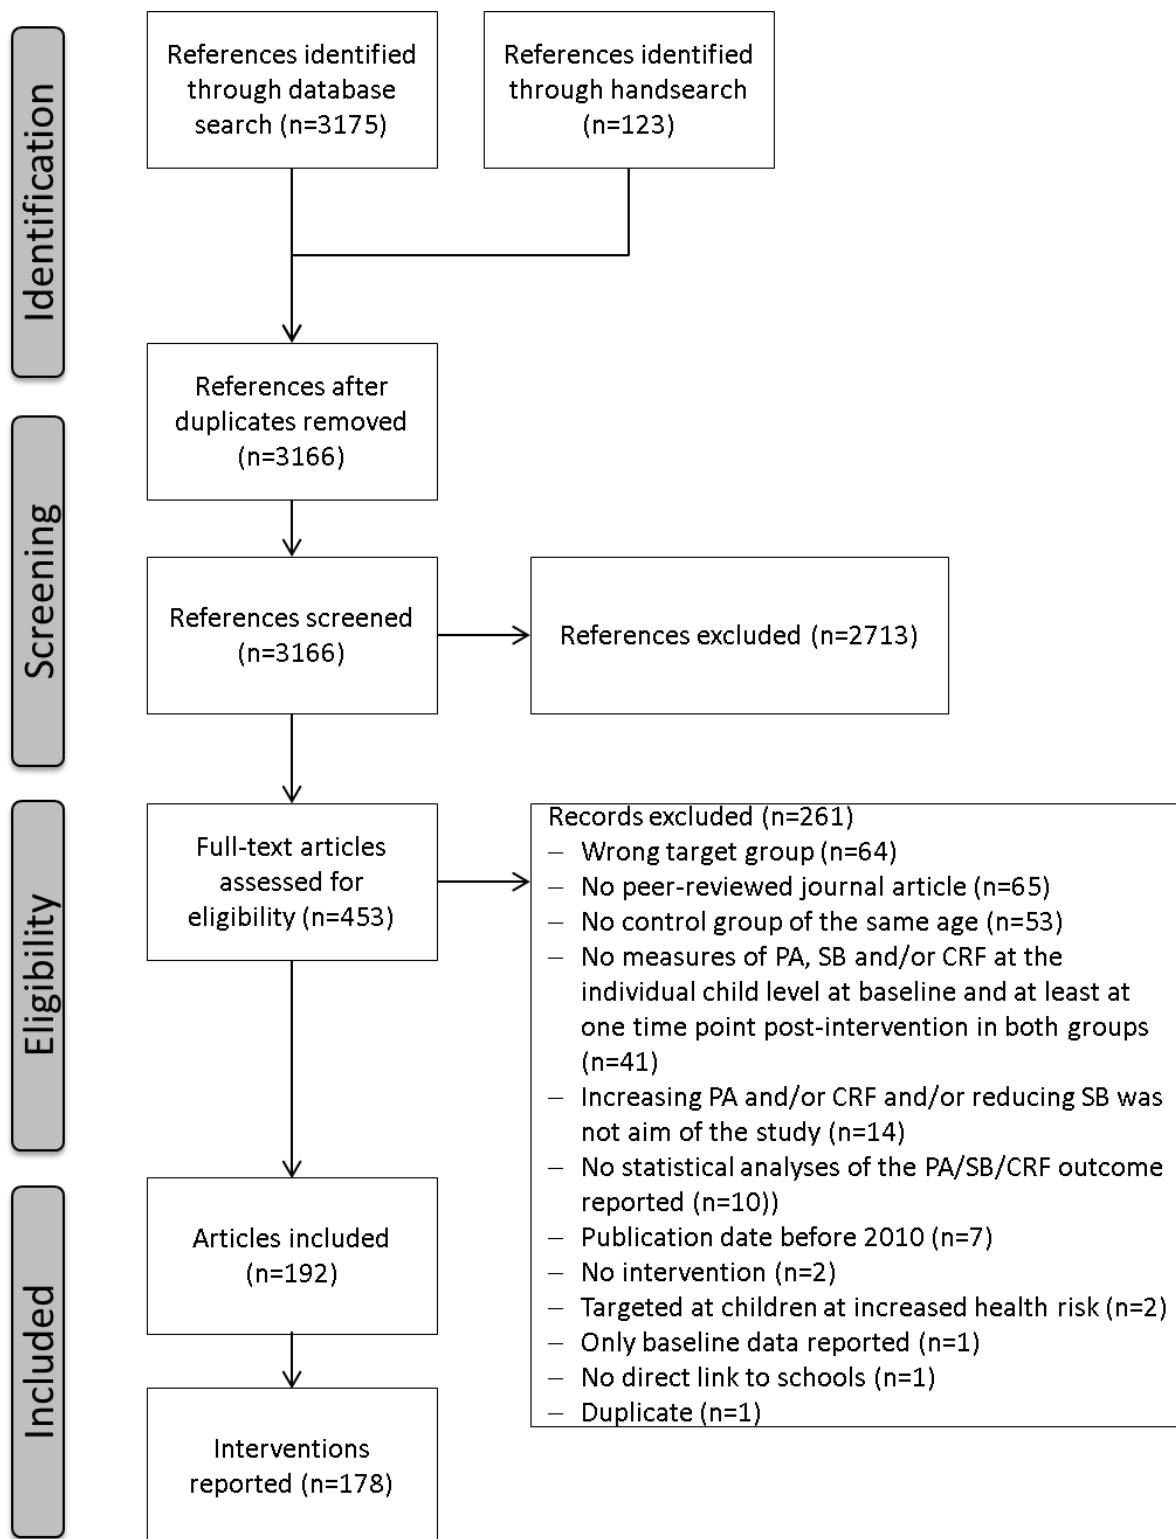 Identification
References identified
through database
search (n=3175)
References identified
through handsearch
(n=123)
References after
duplicates removed
(n=3166)
Screening
References screened
(n=3166)
References excluded (n=2713)
Eligibility
Full-text articles
assessed for
eligibility (n=453)
Records excluded (n=261)
– Wrong target group (n=64)
– No peer-reviewed journal article (n=65)
– No control group of the same age (n=53)
– No measures of PA, SB and/or CRF at the
individual child level at baseline and at least at
one time point post-intervention in both groups
(n=41)
– Increasing PA and/or CRF and/or reducing SB was
not aim of the study (n=14)
– No statistical analyses of the PA/SB/CRF outcome
reported (n=10))
– Publication date before 2010 (n=7)
– No intervention (n=2)
– Targeted at children at increased health risk (n=2)
– Only baseline data reported (n=1)
– No direct link to schools (n=1)
– Duplicate (n=1)
Included
Articles included
(n=192)
Interventions
reported (n=178)